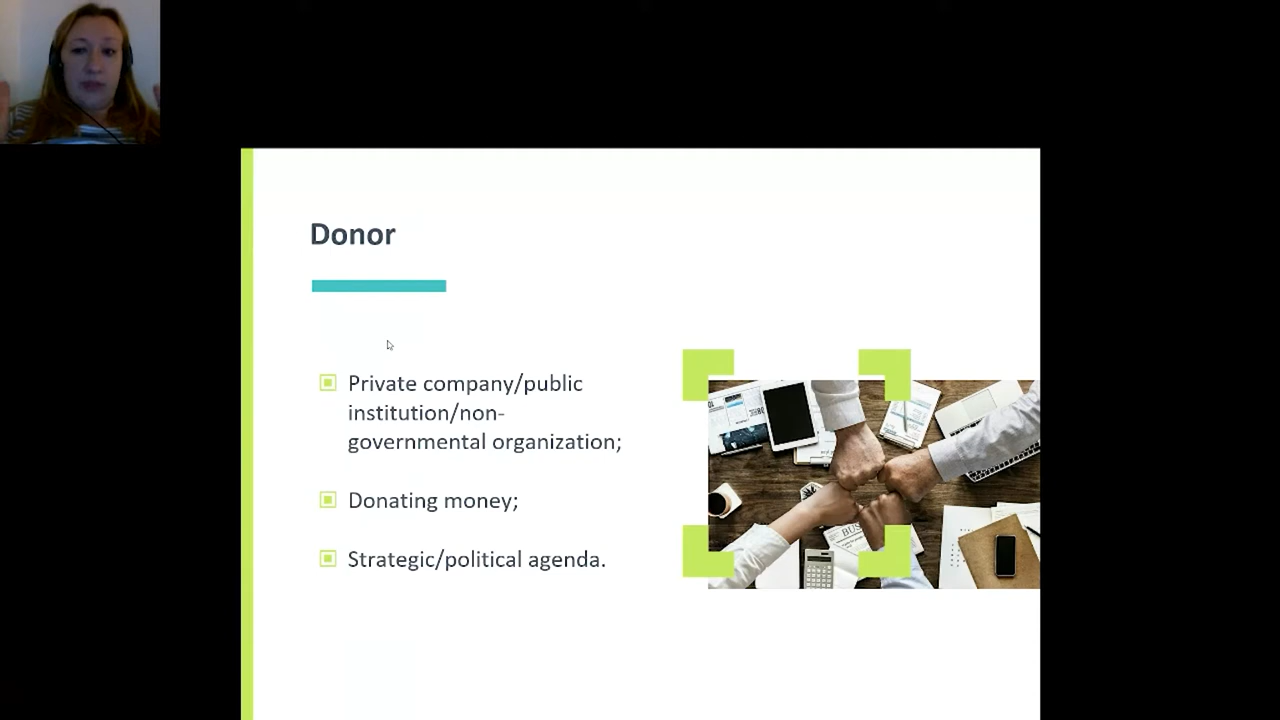 Donor
Private company/public
institution/non-
governmental organization;
Donating money;
Strategic/political agenda.